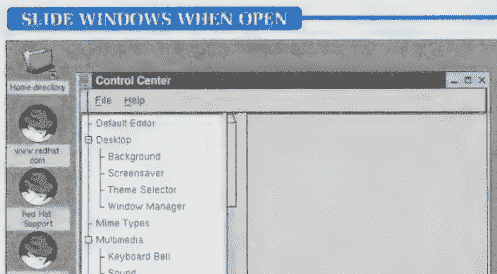 SLIDE WINDOWS WHEN OPEN
Home directory
Control Center
File Help
Default Editor
Desktop
Background
Screensaver
Theme Selector
Window Manager
Mime Types
Multimedia
Keyboard Bell
Sound
www.redhat
com
Red Hat
Support